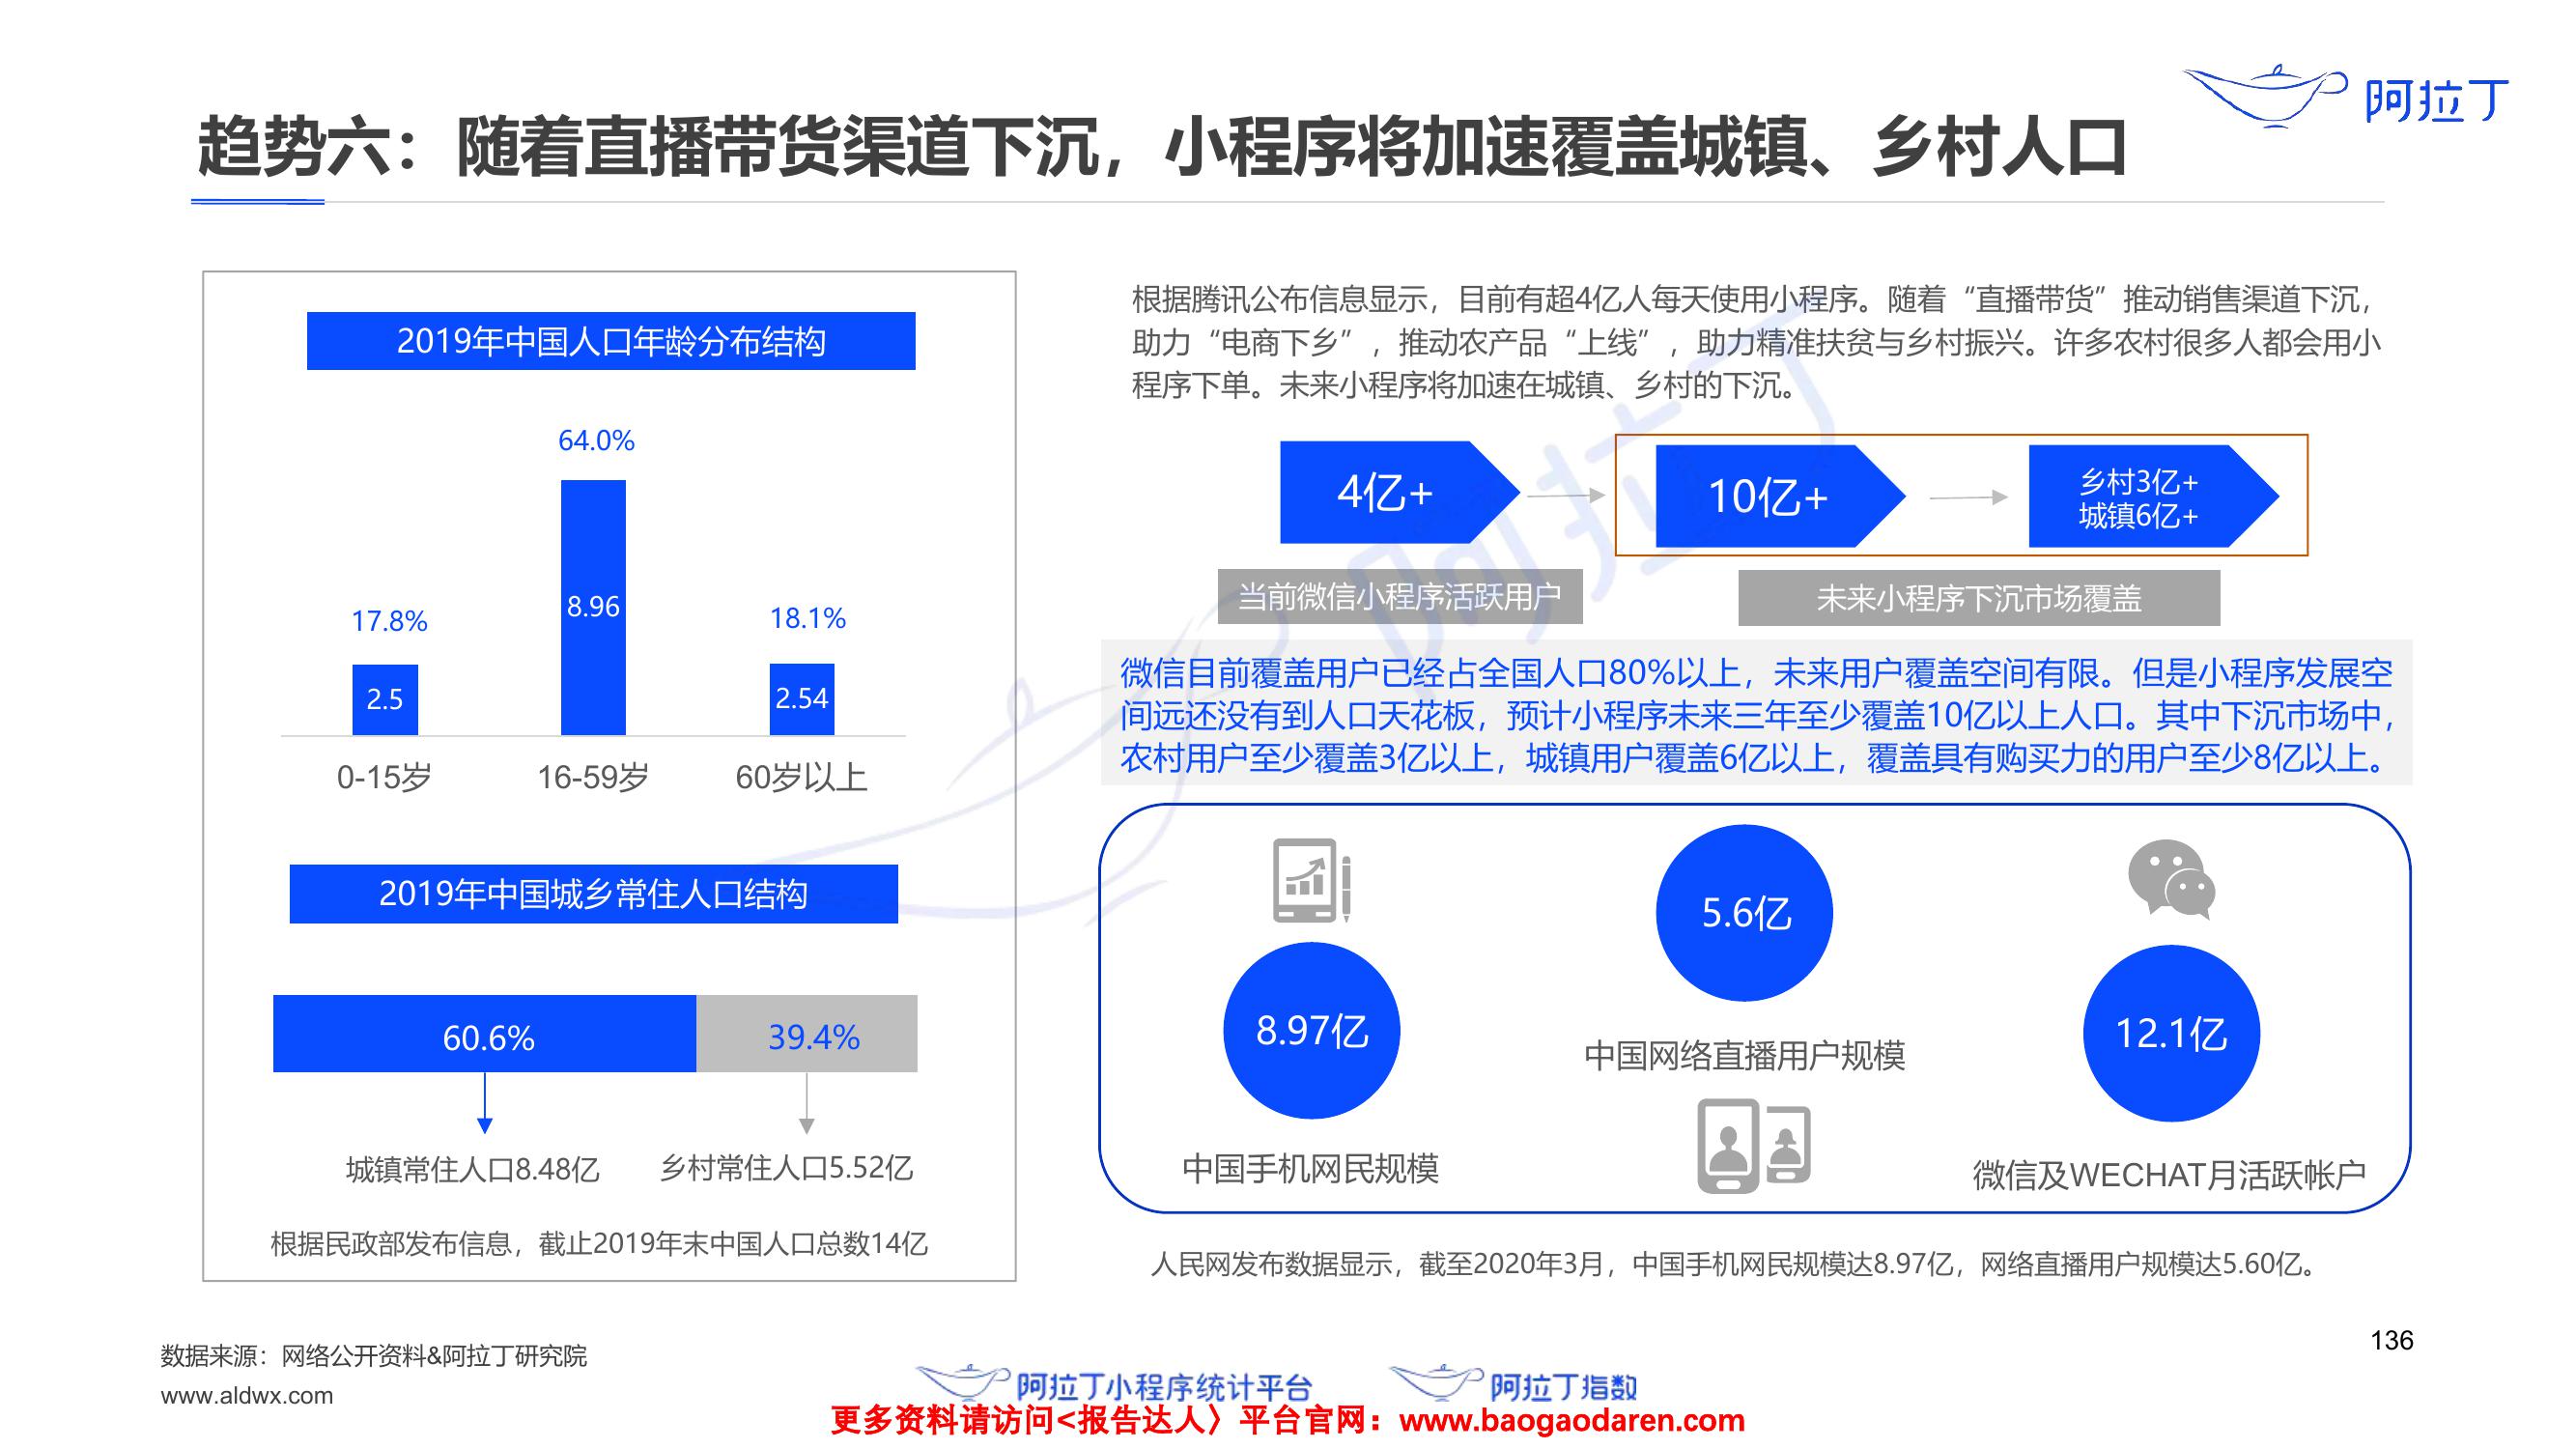 阿拉丁
趋势六：随着直播带货渠道下沉，小程序将加速覆盖城镇、乡村人口
2019年中国人口年龄分布结构
64.0%
17.8%
8.96
18.1%
2.5
2.54
0-15岁
16-59岁
60岁以上
2019年中国城乡常住人口结构
60.6%
39.4%
城镇常住人口8.48亿
乡村常住人口5.52亿
根据民政部发布信息，截止2019年末中国人口总数14亿
根据腾讯公布信息显示，目前有超4亿人每天使用小程序。随着“直播带货”推动销售渠道下沉，
助力“电商下乡”，推动农产品“上线”，助力精准扶贫与乡村振兴。许多农村很多人都会用小
程序下单。未来小程序将加速在城镇、乡村的下沉。
4亿+
10亿+
乡村3亿+
城镇6亿+
当前微信小程序活跃用户
未来小程序下沉市场覆盖
微信目前覆盖用户已经占全国人口80%以上，未来用户覆盖空间有限。但是小程序发展空
间远还没有到人口天花板，预计小程序未来三年至少覆盖10亿以上人口。其中下沉市场中，
农村用户至少覆盖3亿以上，城镇用户覆盖6亿以上，覆盖具有购买力的用户至少8亿以上。
8.97亿
中国手机网民规模
5.6亿
中国网络直播用户规模
12.1亿
微信及WECHAT月活跃帐户
人民网发布数据显示，截至2020年3月，中国手机网民规模达8.97亿，网络直播用户规模达5.60亿。
阿拉丁
136
数据来源：网络公开资料&阿拉丁研究院
www.aldwx.com
阿拉丁小程序统计平台
阿拉丁指数
更多资料请访问<报告达人〉平台官网：www.baogaodaren.com